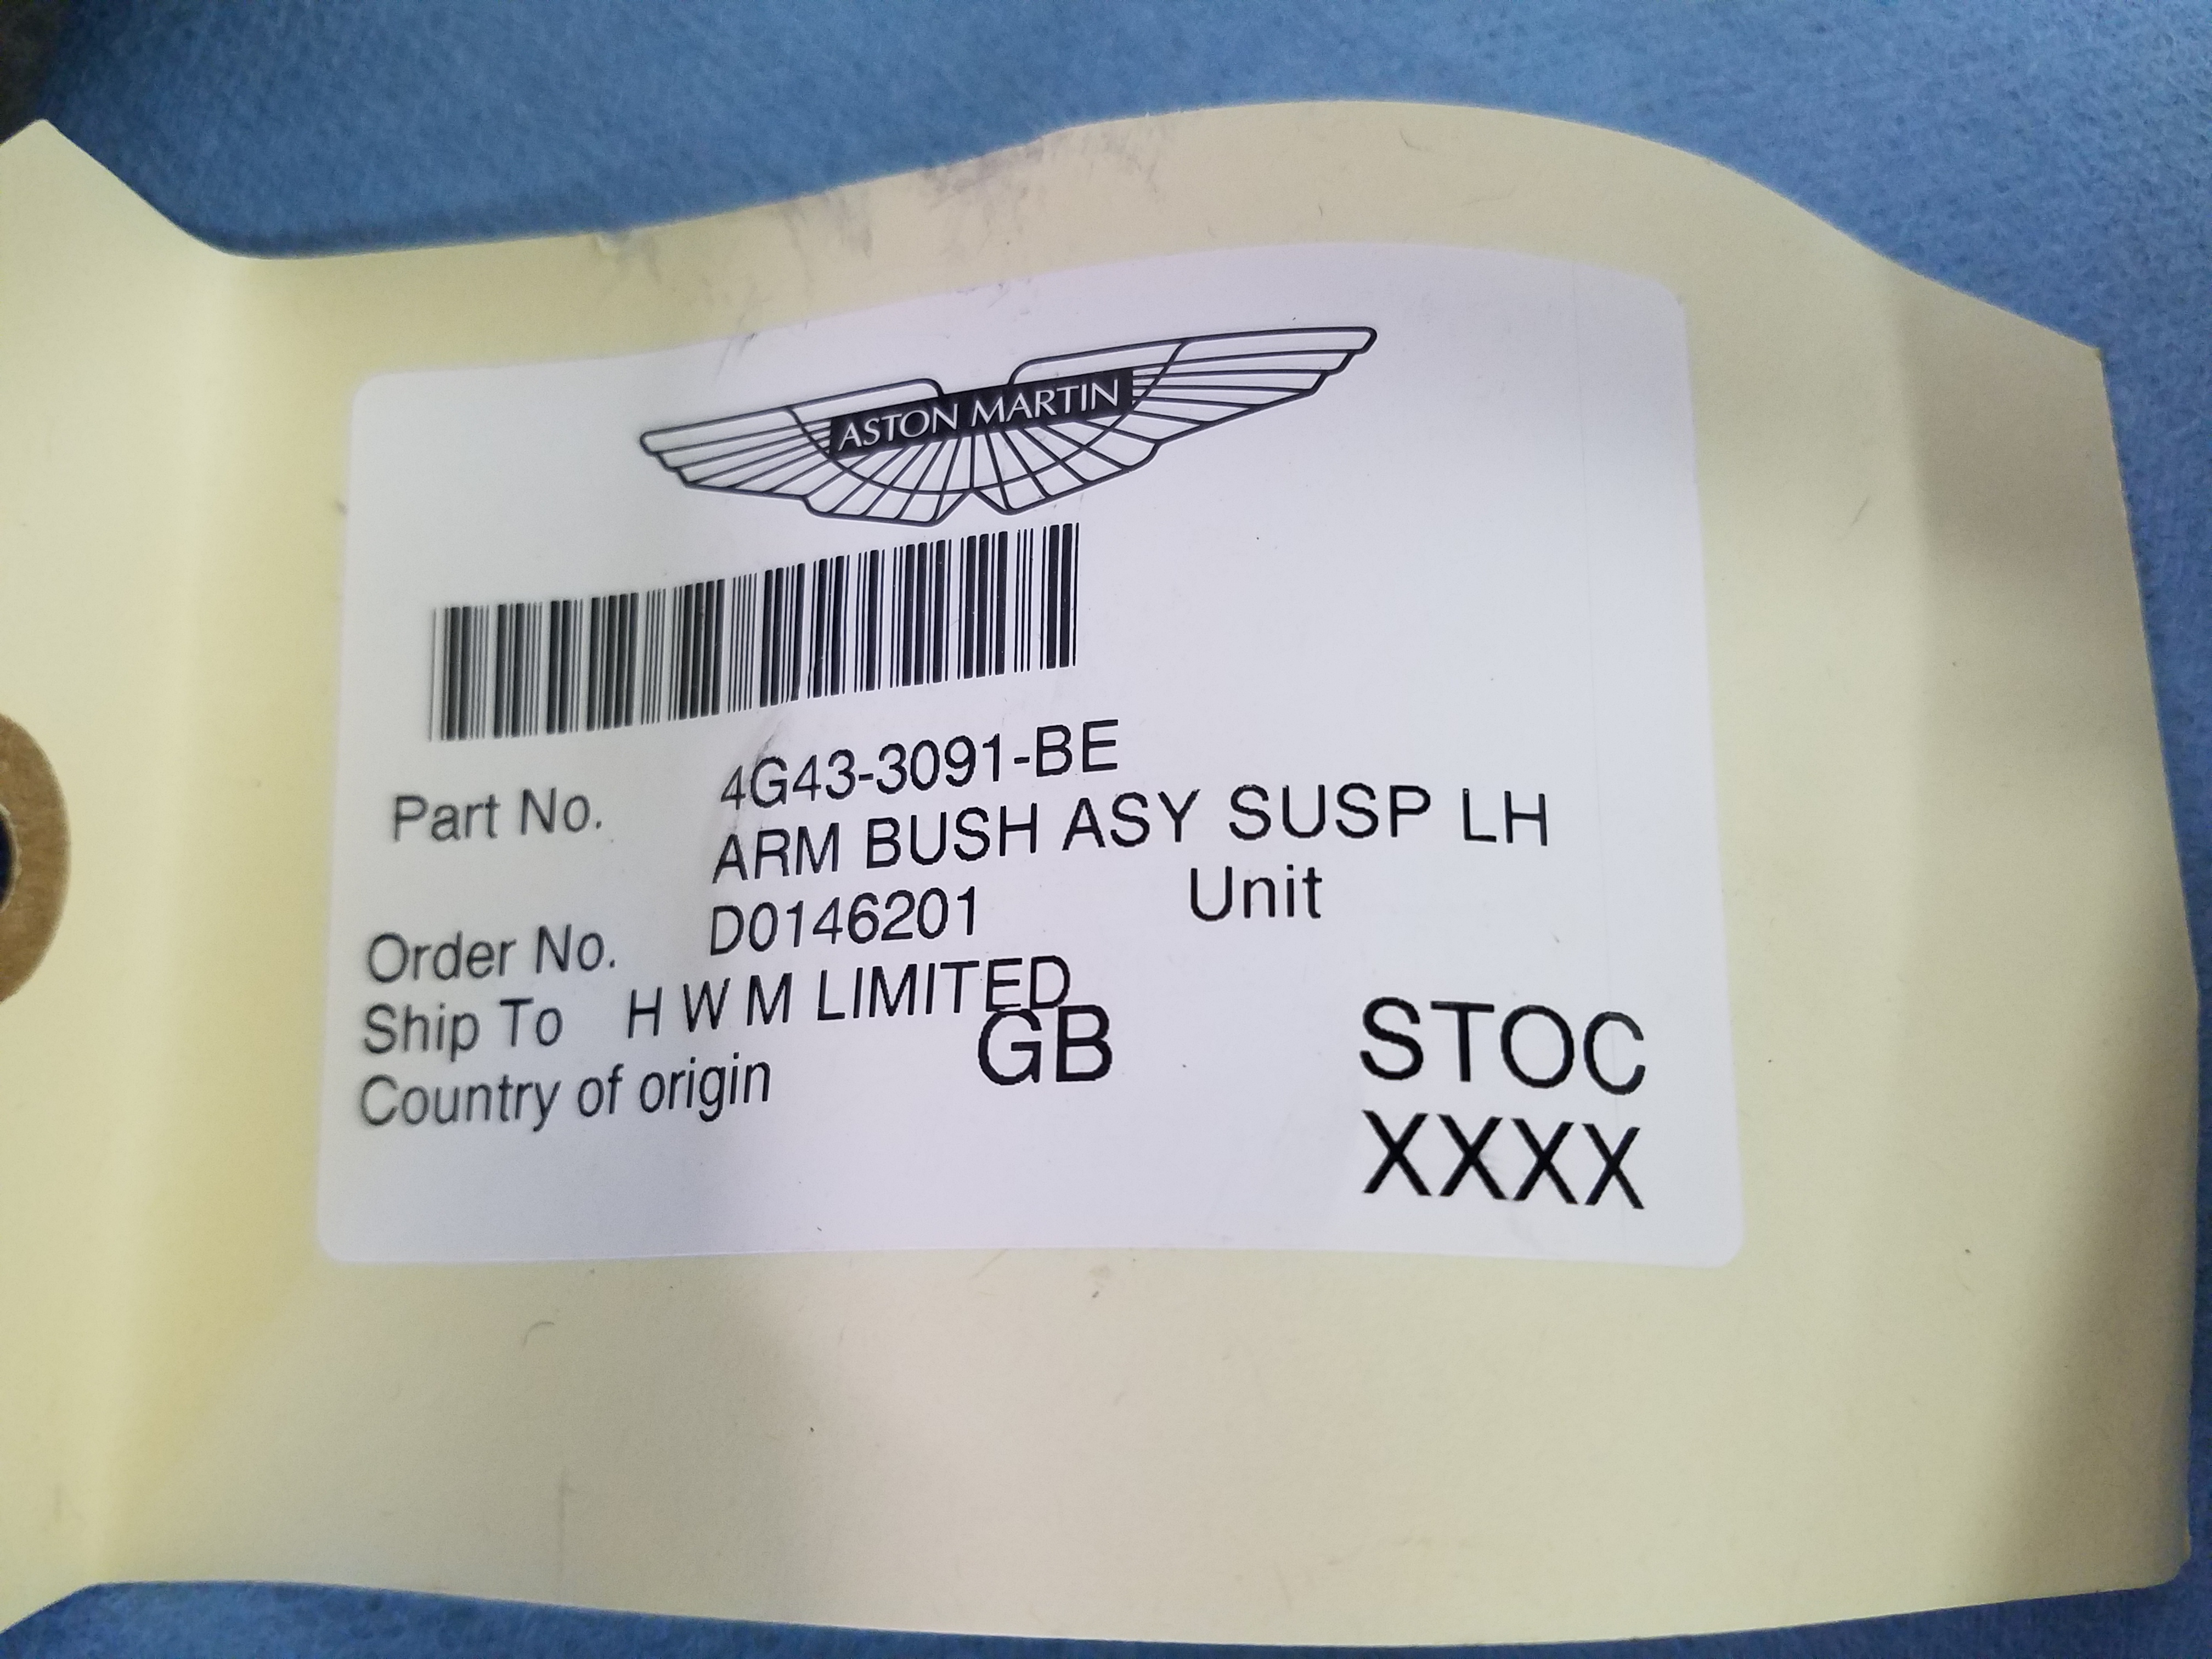 ASTON MARTIN
Part No. 4G43-3091-BE
ARM BUSH ASY SUSP LH
Order No. D0146201 Unit
Ship To H W M LIMITED
Country of origin GB STOC
XXXX